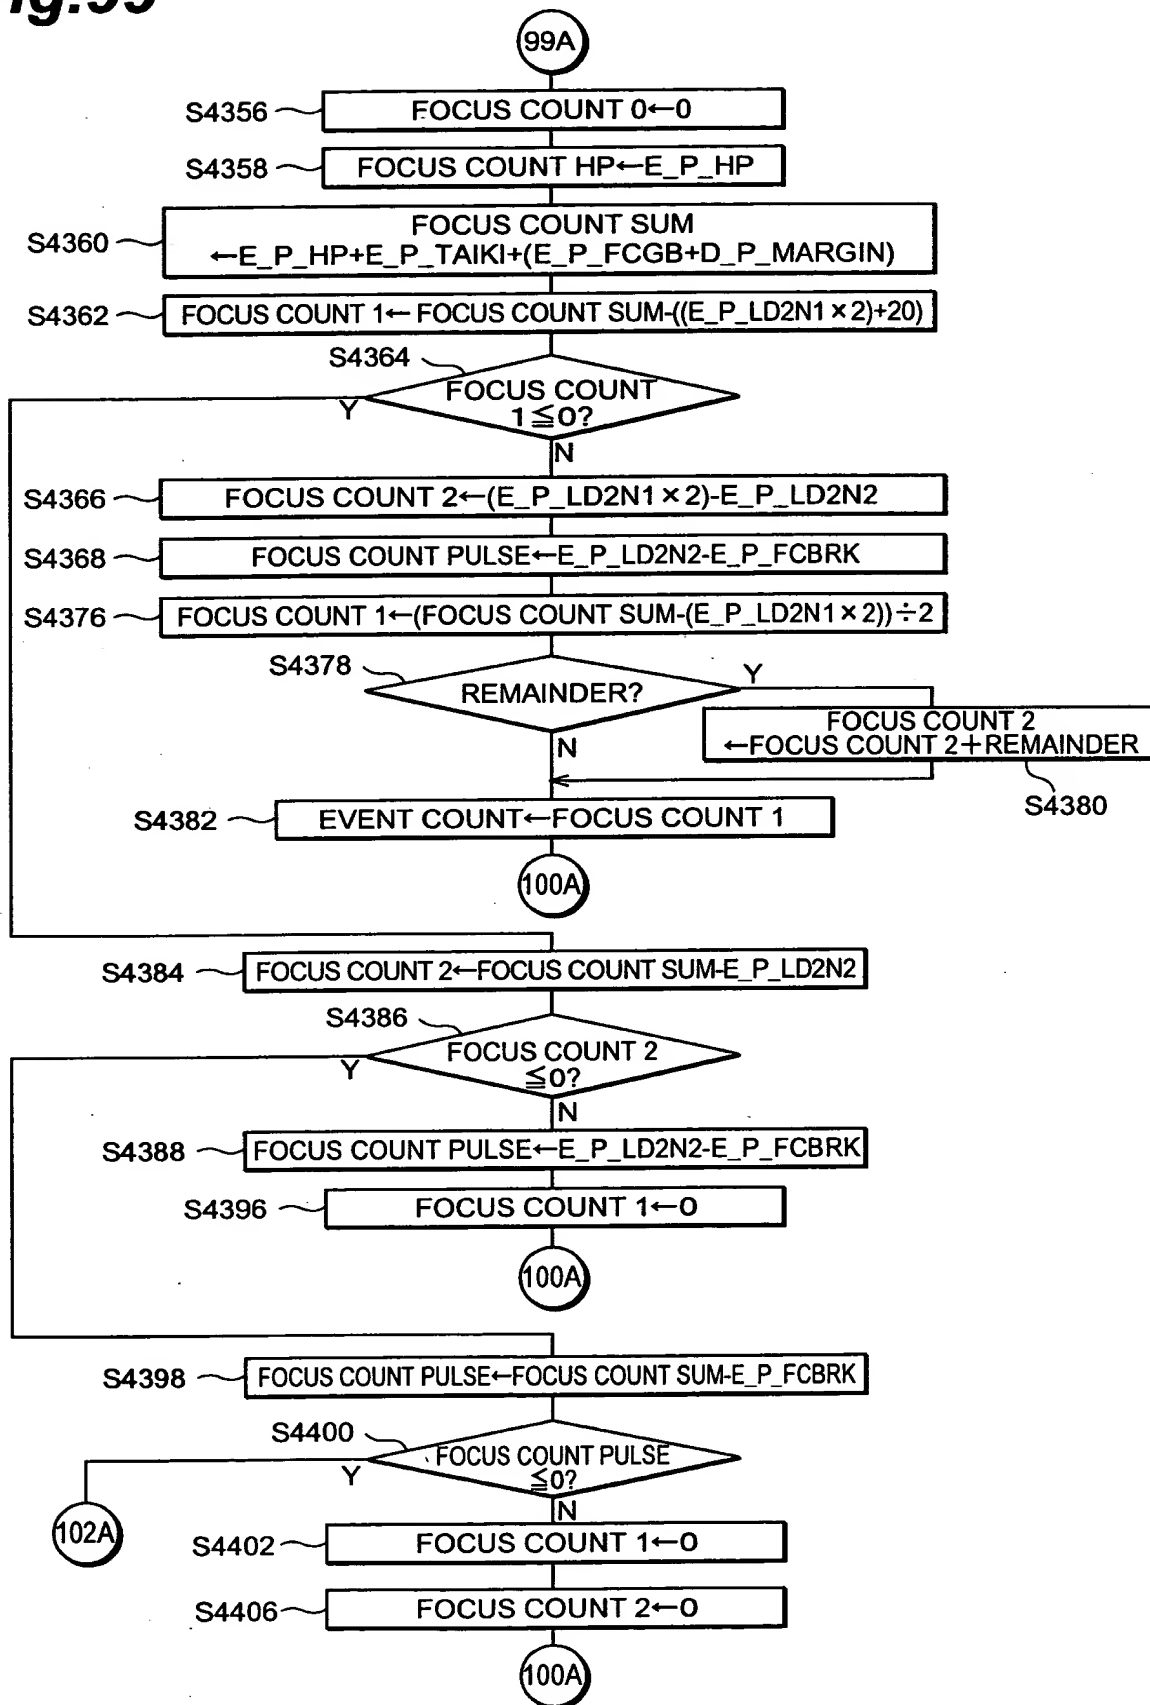 ig.99
99A
S4356
FOCUS COUNT 0←0
S4358
FOCUS COUNT HP←E_P_HP
S4360
FOCUS COUNT SUM
←E_P_HP+E_P_TAIKI+(E_P_FCGB+D_P_MARGIN)
S4362
FOCUS COUNT 1← FOCUS COUNT SUM-((E_P_LD2N1×2)+20)
S4364
FOCUS COUNT
1≦0?
Y
N
S4366
FOCUS COUNT 2←(E_P_LD2N1×2)-E_P_LD2N2
S4368
FOCUS COUNT PULSE←E_P_LD2N2-E_P_FCBRK
S4376
FOCUS COUNT 1←(FOCUS COUNT SUM-(E_P_LD2N1×2))÷2
S4378
REMAINDER?
Y
N
FOCUS COUNT 2
←FOCUS COUNT 2+REMAINDER
S4380
S4382
EVENT COUNT←FOCUS COUNT 1
100A
S4384
FOCUS COUNT 2←FOCUS COUNT SUM-E_P_LD2N2
S4386
FOCUS COUNT 2
≦0?
Y
N
S4388
FOCUS COUNT PULSE←E_P_LD2N2-E_P_FCBRK
S4396
FOCUS COUNT 1←0
100A
S4398
FOCUS COUNT PULSE←FOCUS COUNT SUM-E_P_FCBRK
S4400
FOCUS COUNT PULSE
≦0?
Y
N
102A
S4402
FOCUS COUNT 1←0
S4406
FOCUS COUNT 2←0
100A